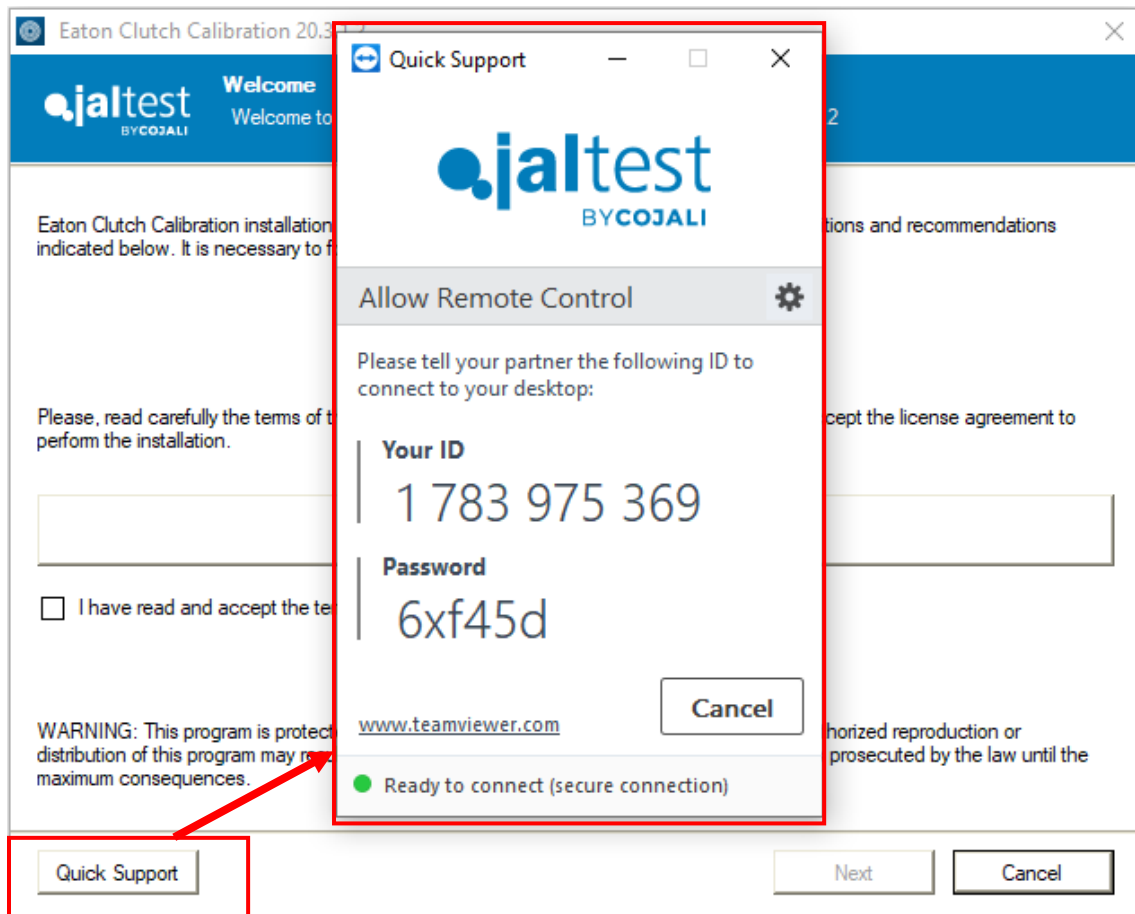 Eaton Clutch Calibration 20.3
Welcome
Welcome to
2
jaltest
BYCOJALI
Eaton Clutch Calibration installation
tions and recommendations
indicated below. It is necessary to f
Please, read carefully the terms of t
cept the license agreement to
perform the installation.
I have read and accept the te
WARNING: This program is protect
horized reproduction or
distribution of this program may
prosecuted by the law until the
maximum consequences.
Quick Support
Next
Cancel
Quick Support
jaltest
BYCOJALI
Allow Remote Control
Please tell your partner the following ID to
connect to your desktop:
Your ID
1 783 975 369
Password
6xf45d
www.teamviewer.com
Cancel
Ready to connect (secure connection)